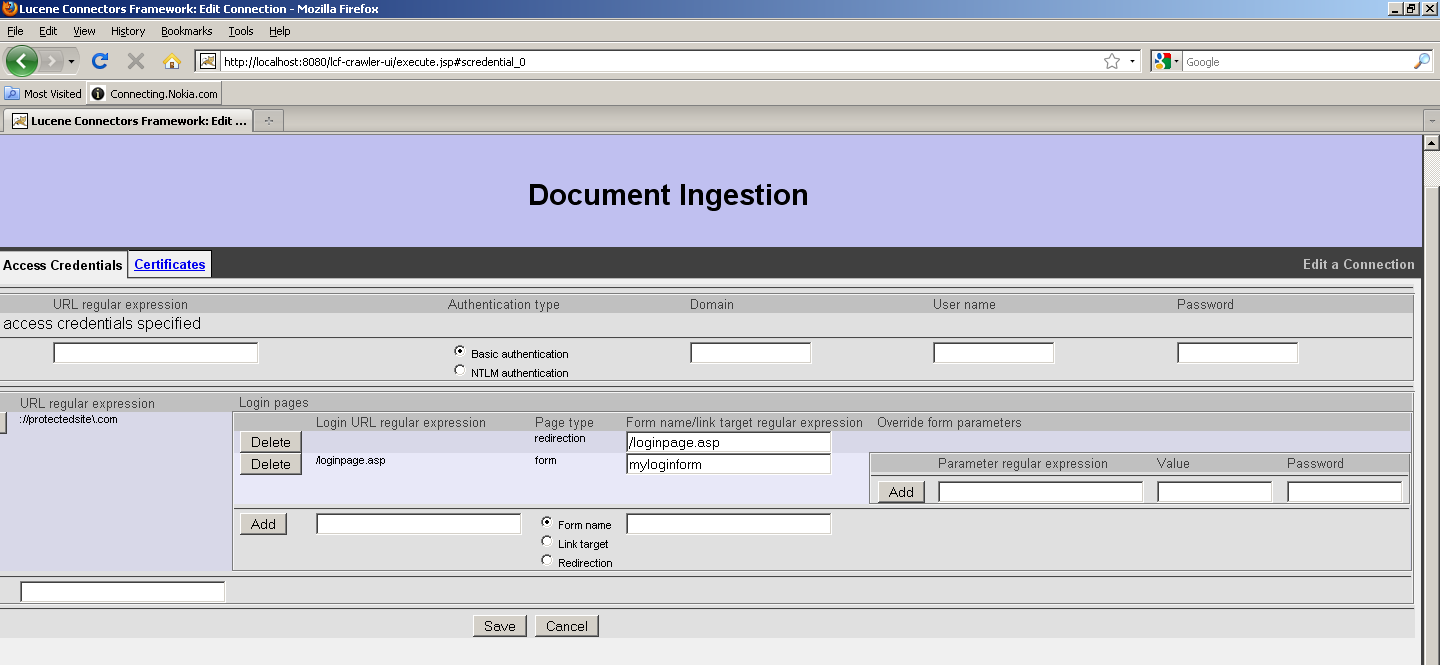 Lucene Connectors Framework: Edit Connection - Mozilla Firefox
File Edit View History Bookmarks Tools Help
http://localhost:8080/lcf-crawler-ui/execute.jsp#scredential_0
Google
Most Visited Connecting.Nokia.com
Lucene Connectors Framework: Edit ...
Document Ingestion
Access Credentials Certificates Edit a Connection
URL regular expression Authentication type Domain User name Password
access credentials specified
Basic authentication
NTLM authentication
URL regular expression Login pages
://protectedsite\.com
Login URL regular expression Page type Form name/link target regular expression Override form parameters
Delete redirection /loginpage.asp
Delete /loginpage.asp form myloginform
Parameter regular expression Value Password
Add
Add Form name
Link target
Redirection
Save Cancel